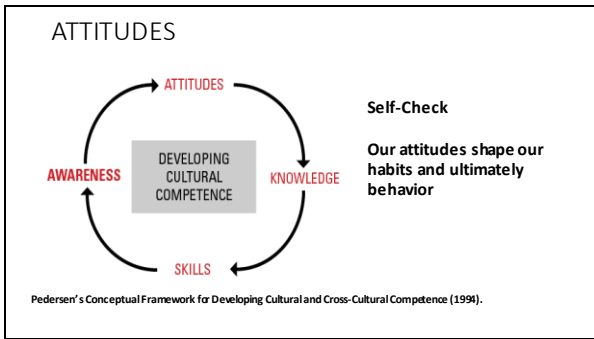 ATTITUDES
ATTITUDES
AWARENESS
DEVELOPING
CULTURAL
COMPETENCE
KNOWLEDGE
SKILLS
Self-Check
Our attitudes shape our
habits and ultimately
behavior
Pedersen's Conceptual Framework for Developing Cultural and Cross-Cultural Competence (1994).